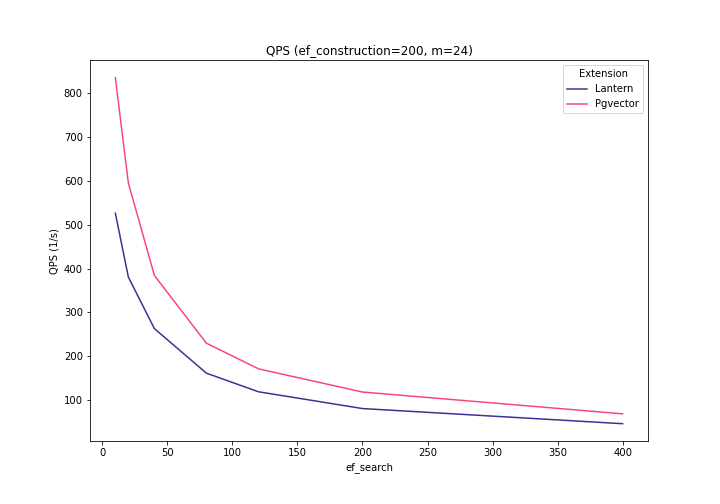 QPS (ef_construction=200, m=24)
Extension
Lantern
Pgvector
QPS (1/s)
800
700
600
500
400
300
200
100
0
50
100
150
200
250
300
350
400
ef_search